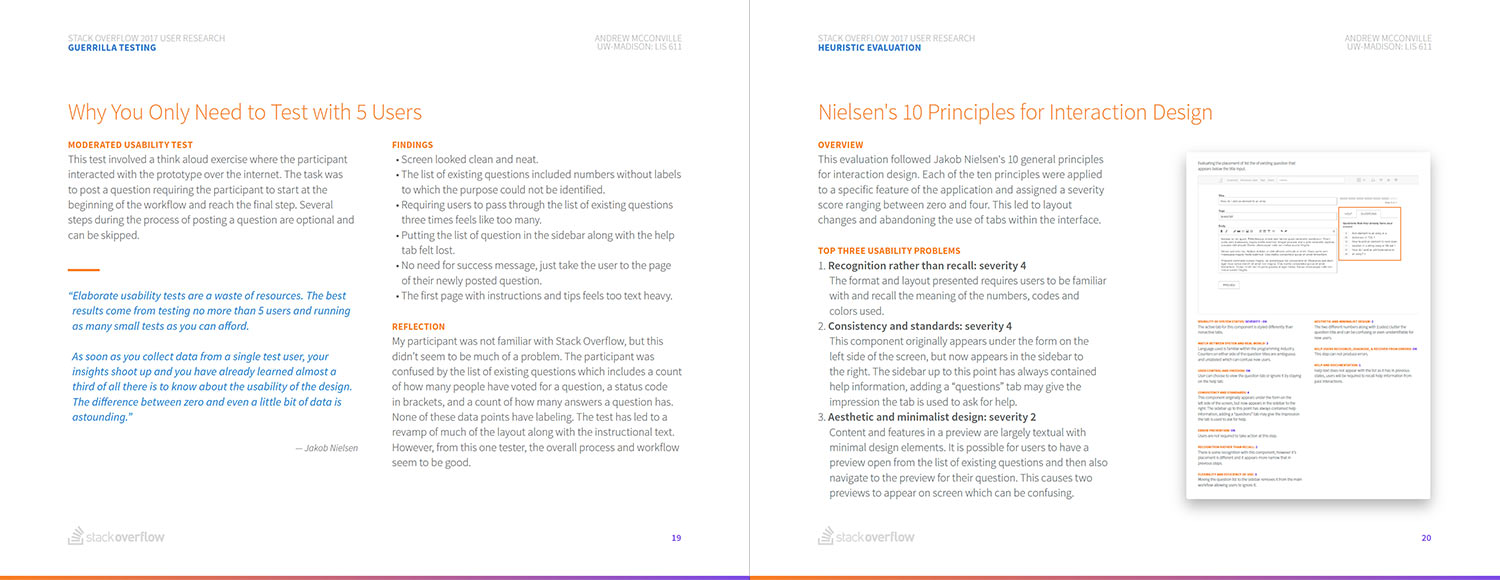 STACK OVERFLOW 2017 USER RESEARCH
GUERRILLA TESTING
ANDREW MCCONVILLE
UW-MADISON: LIS 611
Why You Only Need to Test with 5 Users
MODERATED USABILITY TEST
This test involved a think aloud exercise where the participant
interacted with the prototype over the internet. The task was
to post a question requiring the participant to start at the
beginning of the workflow and reach the final step. Several
steps during the process of posting a question are optional and
can be skipped.
“Elaborate usability tests are a waste of resources. The best
results come from testing no more than 5 users and running
as many small tests as you can afford.
As soon as you collect data from a single test user, your
insights shoot up and you have already learned almost a
third of all there is to know about the usability of the design.
The difference between zero and even a little bit of data is
astounding.”
— Jakob Nielsen
FINDINGS
• Screen looked clean and neat.
• The list of existing questions included numbers without labels
to which the purpose could not be identified.
• Requiring users to pass through the list of existing questions
three times feels like too many.
• Putting the list of question in the sidebar along with the help
tab felt lost.
• No need for success message, just take the user to the page
of their newly posted question.
• The first page with instructions and tips feels too text heavy.
REFLECTION
My participant was not familiar with Stack Overflow, but this
didn’t seem to be much of a problem. The participant was
confused by the list of existing questions which includes a count
of how many people have voted for a question, a status code
in brackets, and a count of how many answers a question has.
None of these data points have labeling. The test has led to a
revamp of much of the layout along with the instructional text.
However, from this one tester, the overall process and workflow
seem to be good.
stackoverflow
19
STACK OVERFLOW 2017 USER RESEARCH
HEURISTIC EVALUATION
ANDREW MCCONVILLE
UW-MADISON: LIS 611
Nielsen's 10 Principles for Interaction Design
OVERVIEW
This evaluation followed Jakob Nielsen's 10 general principles
for interaction design. Each of the ten principles were applied
to a specific feature of the application and assigned a severity
score ranging between zero and four. This led to layout
changes and abandoning the use of tabs within the interface.
TOP THREE USABILITY PROBLEMS
1. Recognition rather than recall: severity 4
The format and layout presented requires users to be familiar
with and recall the meaning of the numbers, codes and
colors used.
2. Consistency and standards: severity 4
This component originally appears under the form on the
left side of the screen, but now appears in the sidebar to
the right. The sidebar up to this point has always contained
help information, adding a “questions” tab may give the
impression the tab is used to ask for help.
3. Aesthetic and minimalist design: severity 2
Content and features in a preview are largely textual with
minimal design elements. It is possible for users to have a
preview open from the list of existing questions and then also
navigate to the preview for their question. This causes two
previews to appear on screen which can be confusing.
Evaluating the placement of list the of existing question that
appears below the title input.
stackoverflow
20